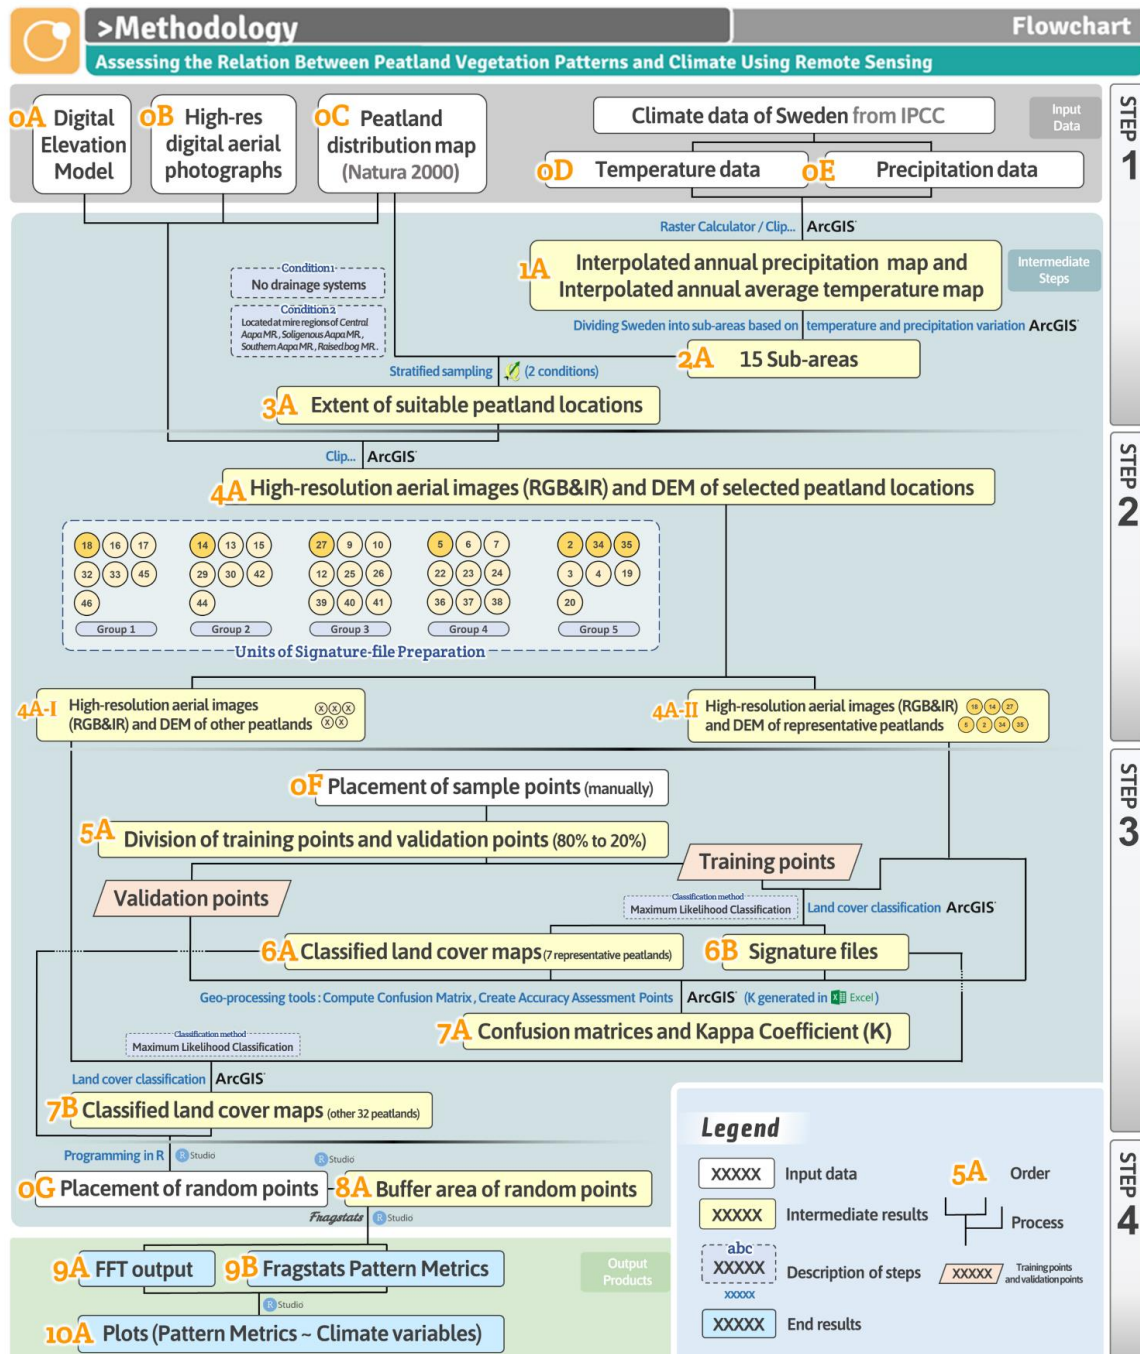 >Methodology
Flowchart
Assessing the Relation Between Peatland Vegetation Patterns and Climate Using Remote Sensing
STEP 1
0A Digital
Elevation
Model
0B High-res
digital aerial
photographs
0C Peatland
distribution map
(Natura 2000)
Climate data of Sweden from IPCC
Input
Data
0D Temperature data
0E Precipitation data
Raster Calculator / Clip... ArcGIS
1A Interpolated annual precipitation map and
Interpolated annual average temperature map
Intermediate
Steps
Condition1
No drainage systems
Condition2
Located at mire regions of Central
Aapa MR., Soligenous Aapa MR.,
Southern Aapa MR., Raised bog MR..
Dividing Sweden into sub-areas based on temperature and precipitation variation ArcGIS
2A 15 Sub-areas
Stratified sampling (2 conditions)
3A Extent of suitable peatland locations
STEP 2
Clip... ArcGIS
4A High-resolution aerial images (RGB&IR) and DEM of selected peatland locations
18 16 17
32 33 45
46
Group 1
14 13 15
29 30 42
44
Group 2
27 9 10
12 25 26
39 40 41
Group 3
5 6 7
22 23 24
36 37 38
Group 4
2 34 35
3 4 19
20
Group 5
Units of Signature-file Preparation
4A-I High-resolution aerial images
(RGB&IR) and DEM of other peatlands
X X X
X X
4A-II High-resolution aerial images (RGB&IR)
and DEM of representative peatlands
18 14 27
5 2 34 35
STEP 3
0F Placement of sample points (manually)
5A Division of training points and validation points (80% to 20%)
Training points
Validation points
Classification method
Maximum Likelihood Classification
Land cover classification ArcGIS
6A Classified land cover maps (7 representative peatlands)
6B Signature files
Geo-processing tools : Compute Confusion Matrix , Create Accuracy Assessment Points ArcGIS (K generated in Excel )
7A Confusion matrices and Kappa Coefficient (K)
Classification method
Maximum Likelihood Classification
Land cover classification ArcGIS
7B Classified land cover maps (other 32 peatlands)
STEP 4
Programming in R R Studio
R Studio
0G Placement of random points
8A Buffer area of random points
Fragstats R Studio
9A FFT output
9B Fragstats Pattern Metrics
Output
Products
R Studio
10A Plots (Pattern Metrics ~ Climate variables)
Legend
XXXXX Input data
XXXXX Intermediate results
abc
XXXXX
xxxxx
Description of steps
XXXXX End results
5A Order
Process
XXXXX Training points
and validation points